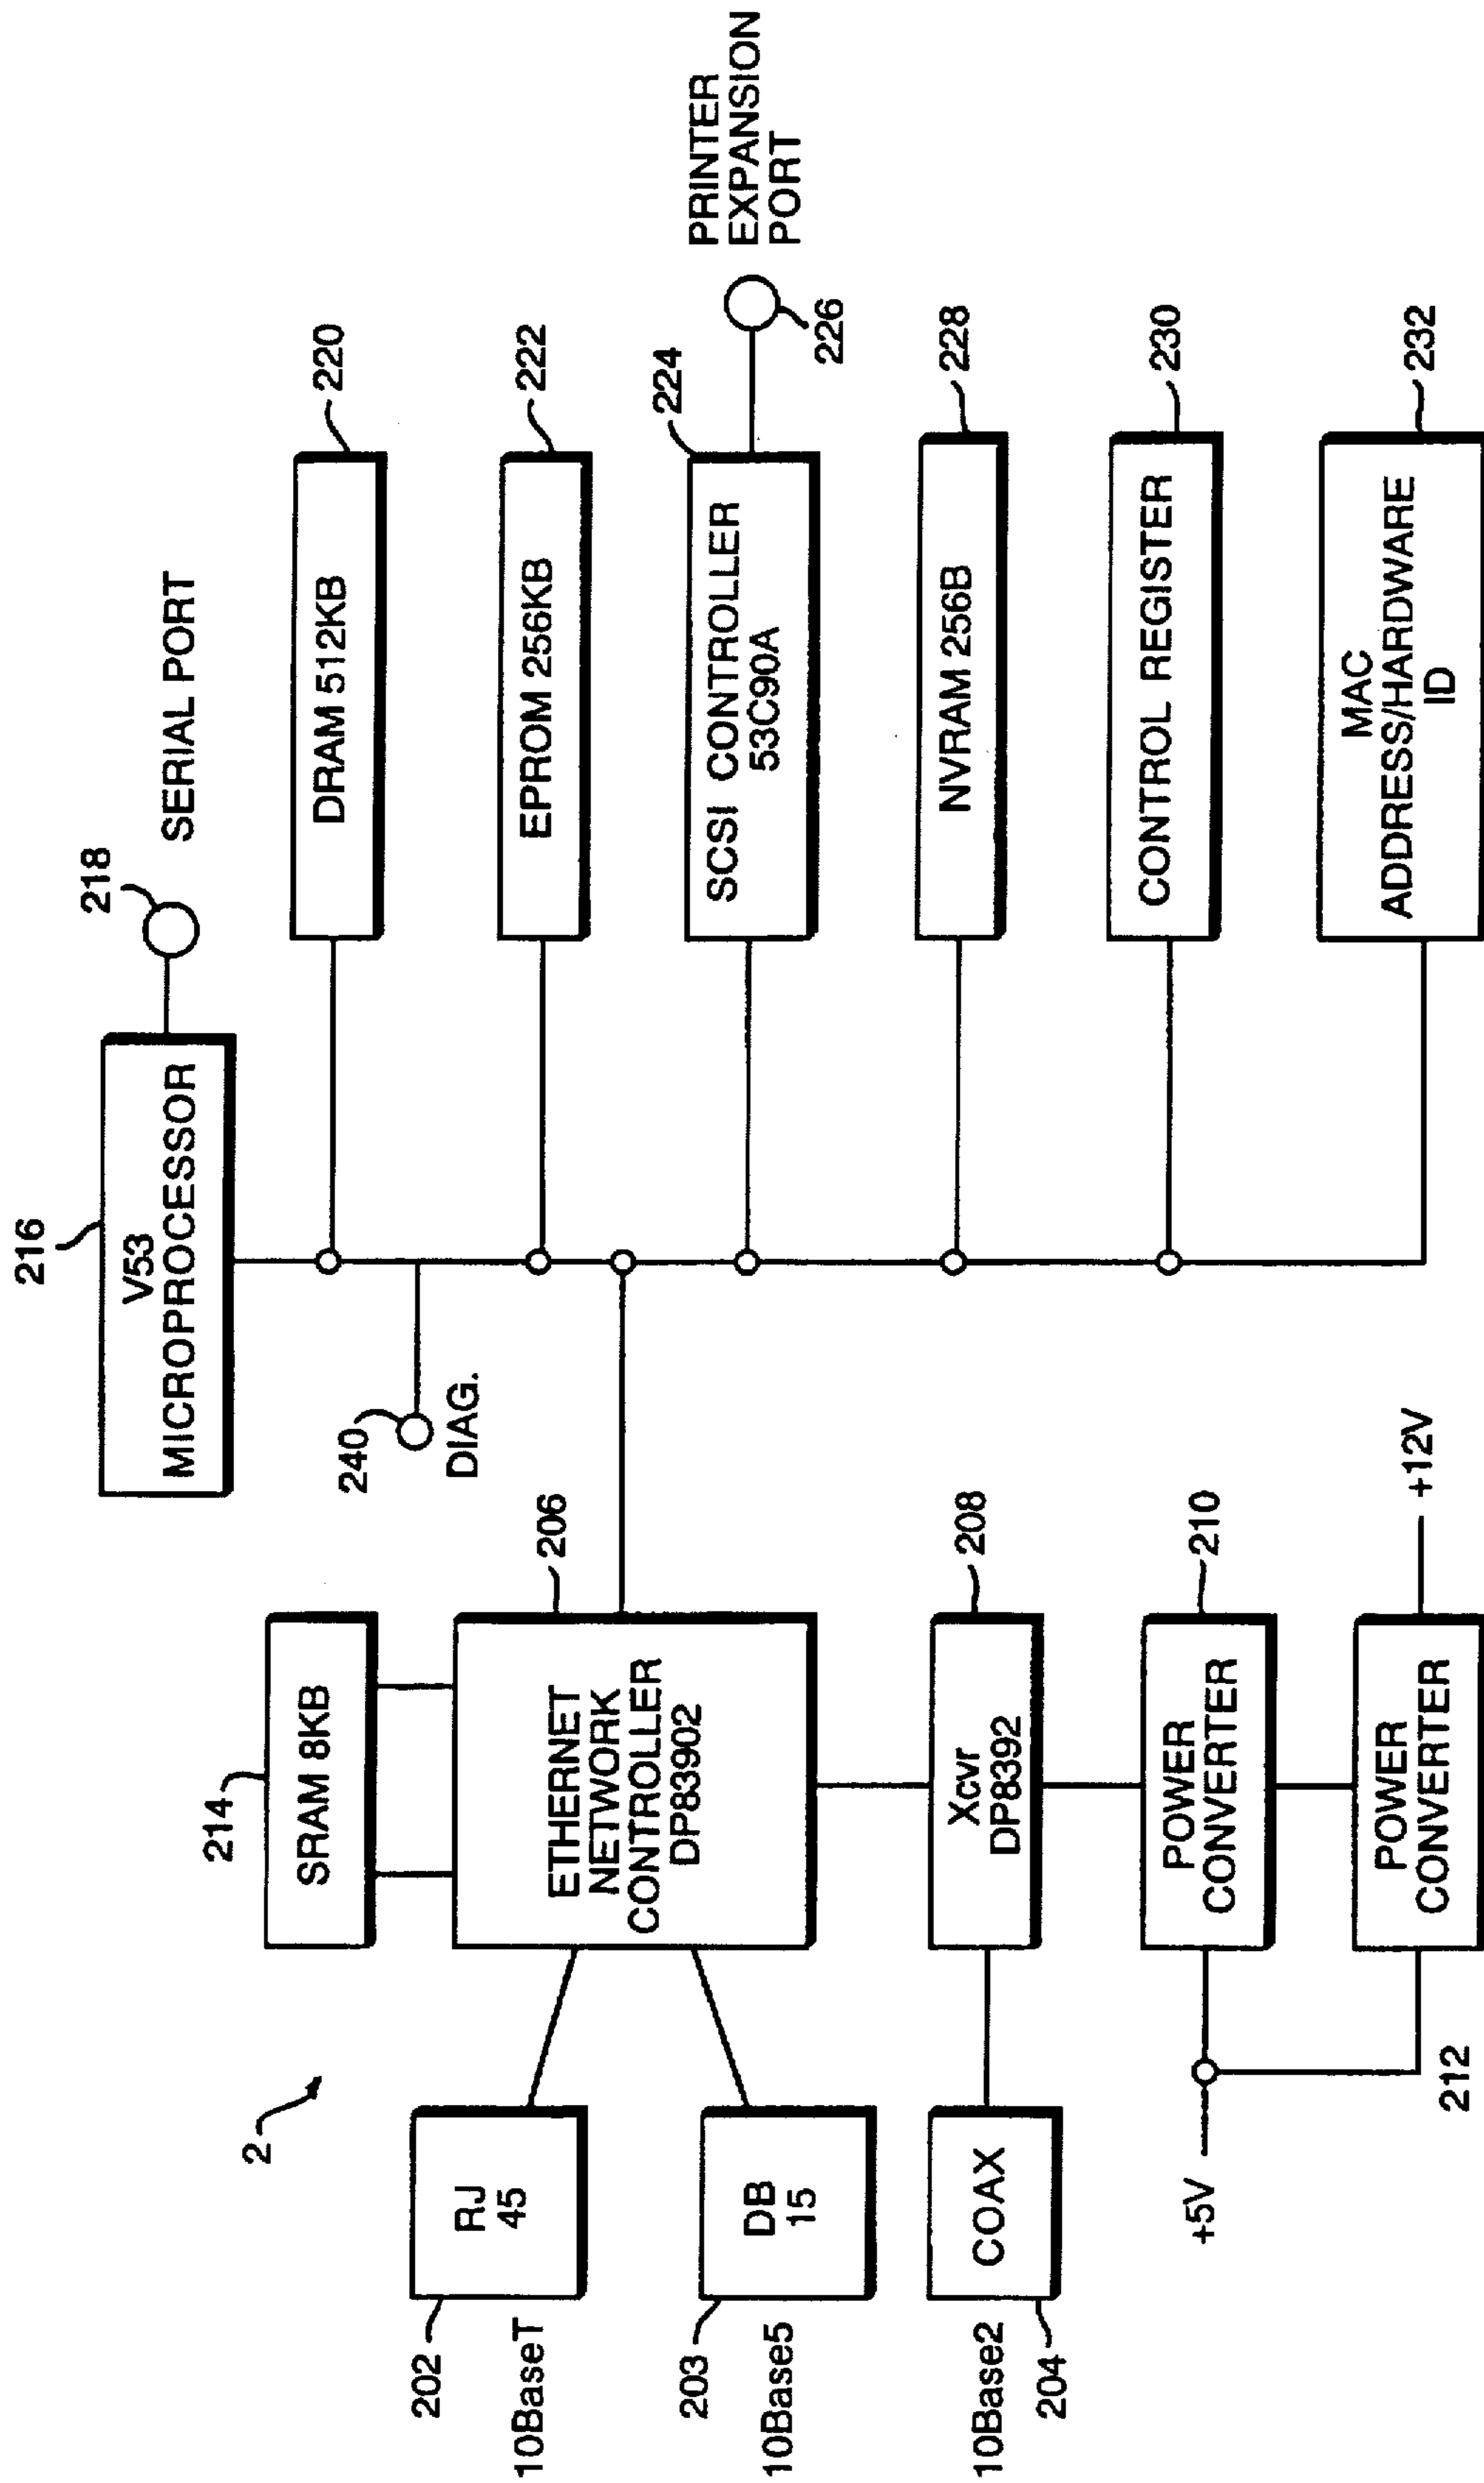 216
V53
MICROPROCESSOR
218
SERIAL PORT
240
DIAG.
220
DRAM 512KB
222
EPROM 256KB
224
SCSI CONTROLLER
53C90A
PRINTER
EXPANSION
PORT
226
228
NVRAM 256B
230
CONTROL REGISTER
232
MAC
ADDRESS/HARDWARE
ID
2
214
SRAM 8KB
206
ETHERNET
NETWORK
CONTROLLER
DP83902
202
RJ
45
10BaseT
203
DB
15
10Base5
10Base2
204
COAX
208
Xcvr
DP8392
210
POWER
CONVERTER
+5V
212
POWER
CONVERTER
+12V